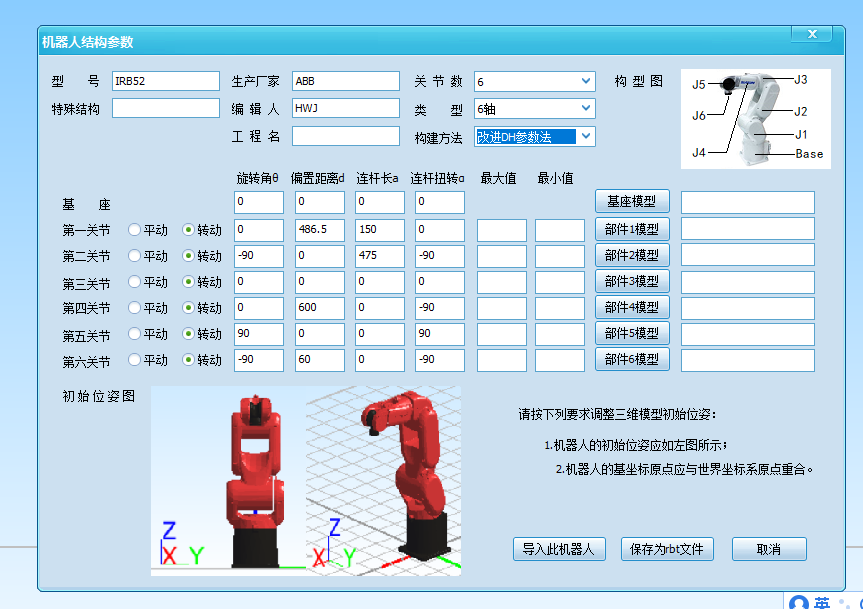 机器人结构参数
型 号 IRB52 生产厂家 ABB 关 节 数 6 构 型 图
特殊结构 编 辑 人 HWJ 类 型 6轴
工 程 名 构建方法 改进DH参数法
J5 J3
J6 J2
J1
J4 Base
旋转角θ 偏置距离d 连杆长a 连杆扭转α 最大值 最小值
基 座 0 0 0 0 基座模型
第一关节 平动 转动 0 486.5 150 0 部件1模型
第二关节 平动 转动 -90 0 475 -90 部件2模型
第三关节 平动 转动 0 0 0 0 部件3模型
第四关节 平动 转动 0 600 0 -90 部件4模型
第五关节 平动 转动 90 0 0 90 部件5模型
第六关节 平动 转动 -90 60 0 -90 部件6模型
初始位姿图
请按下列要求调整三维模型初始位姿：
1.机器人的初始位姿应如左图所示；
2.机器人的基坐标原点应与世界坐标系原点重合。
Z
X Y
Z
X Y
导入此机器人 保存为rbt文件 取消
英